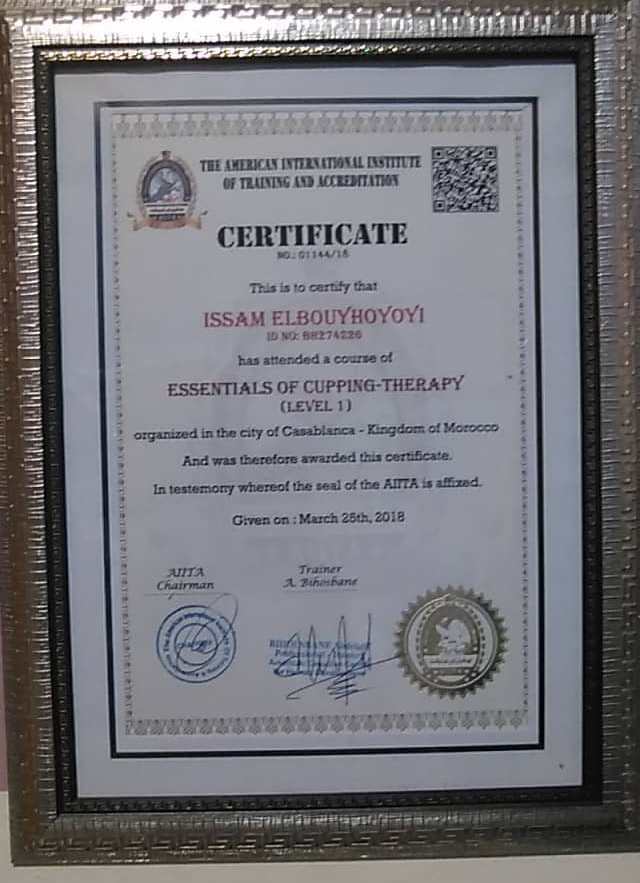 THE AMERICAN INTERNATIONAL INSTITUTE
OF TRAINING AND ACCREDITATION
CERTIFICATE
NO.: 01144/18
This is to certify that
ISSAM ELBOUYHOYOYI
ID NO: BH274226
has attended a course of
ESSENTIALS OF CUPPING-THERAPY
(LEVEL 1)
organized in the city of Casablanca - Kingdom of Morocco
And was therefore awarded this certificate.
In testemony whereof the seal of the AIITA is affixed.
Given on : March 25th, 2018
AIITA
Chairman
Trainer
A. Bihoisbane